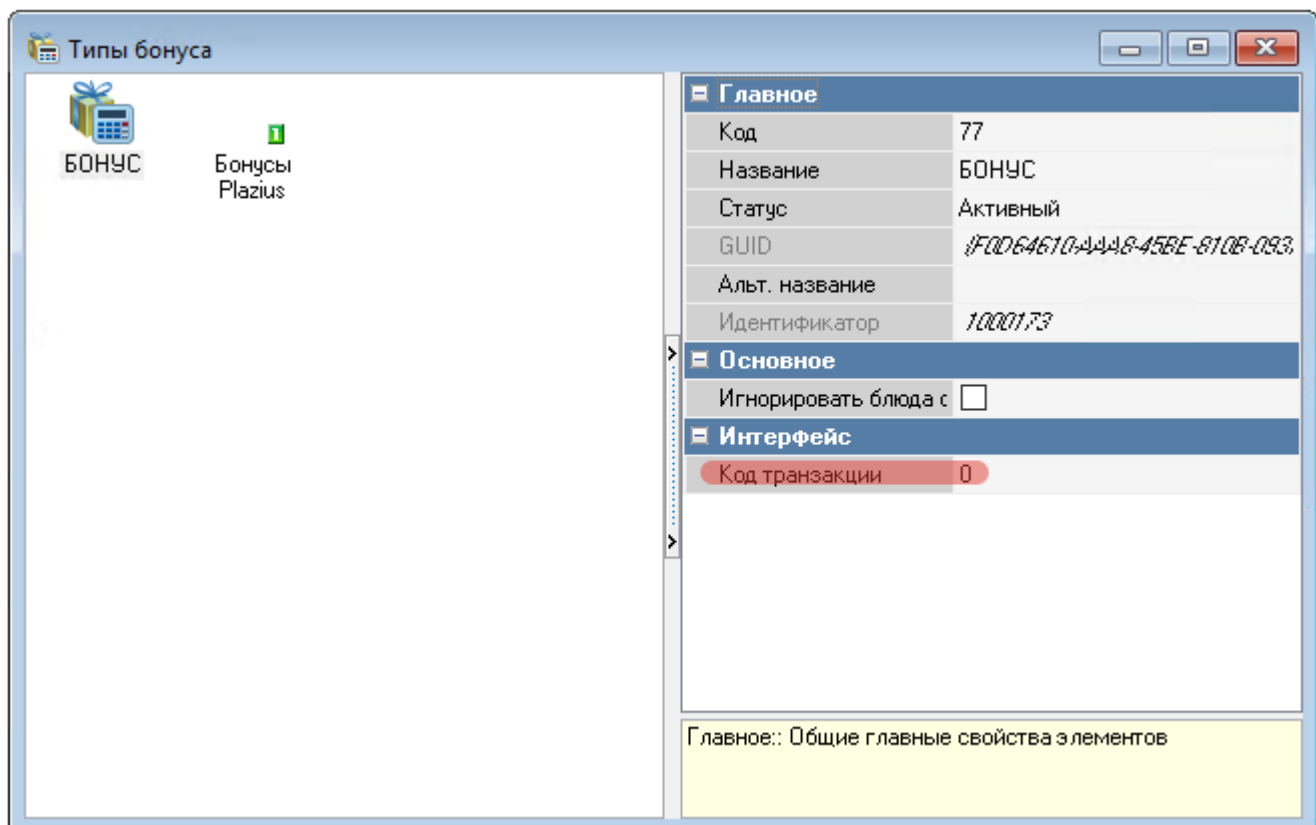 Типы бонуса
БОНУС
Бонусы
Plazius
Главное
Код 77
Название БОНУС
Статус Активный
GUID {F0D64610-AAA8-45BE-810B-093
Альт. название
Идентификатор 1000173
Основное
Игнорировать блюда с
Интерфейс
Код транзакции 0
Главное:: Общие главные свойства элементов